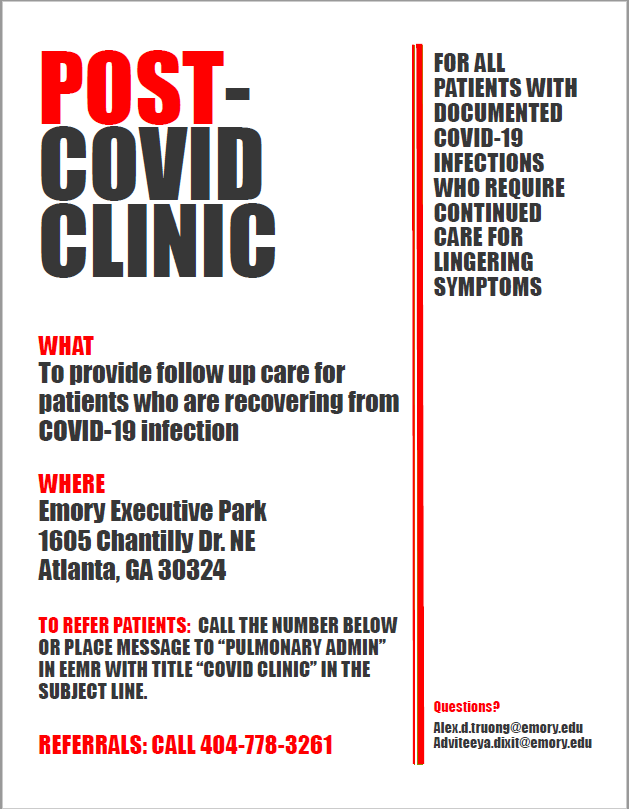 POST-
COVID
CLINIC
FOR ALL
PATIENTS WITH
DOCUMENTED
COVID-19
INFECTIONS
WHO REQUIRE
CONTINUED
CARE FOR
LINGERING
SYMPTOMS
WHAT
To provide follow up care for
patients who are recovering from
COVID-19 infection
WHERE
Emory Executive Park
1605 Chantilly Dr. NE
Atlanta, GA 30324
TO REFER PATIENTS: CALL THE NUMBER BELOW
OR PLACE MESSAGE TO “PULMONARY ADMIN”
IN EEMR WITH TITLE “COVID CLINIC” IN THE
SUBJECT LINE.
REFERRALS: CALL 404-778-3261
Questions?
Alex.d.truong@emory.edu
Adviteeya.dixit@emory.edu